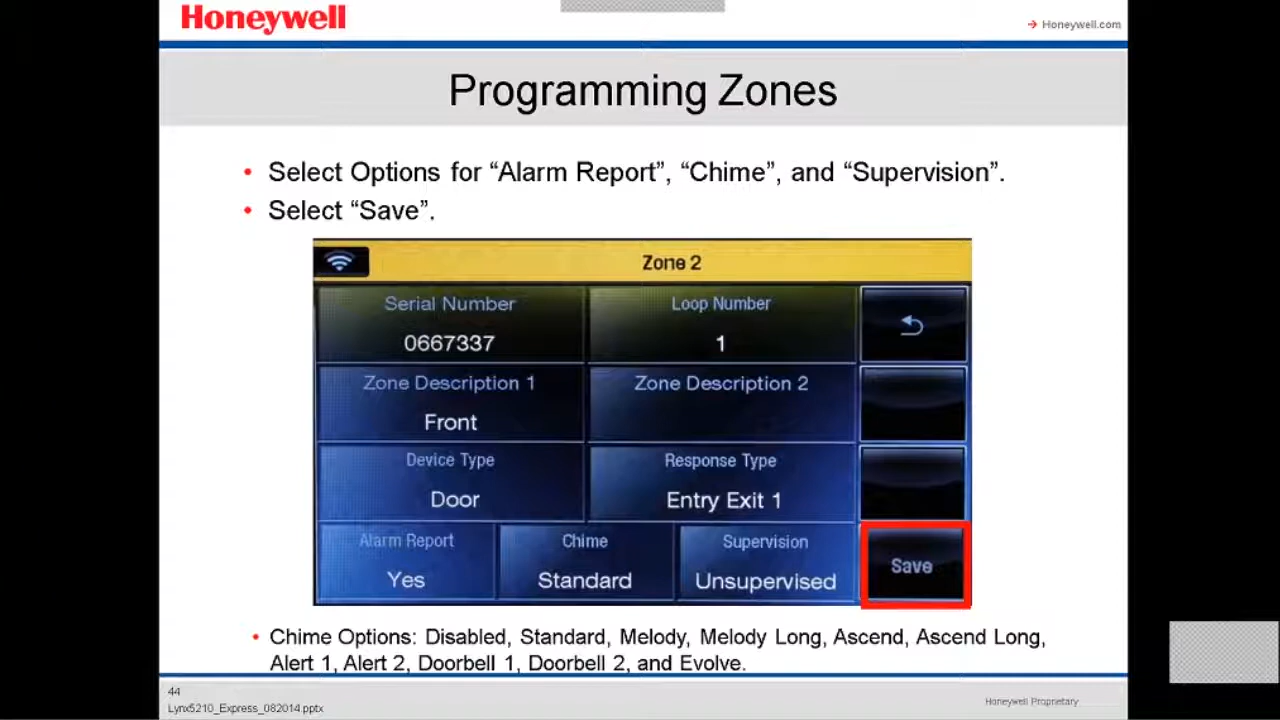 Honeywell
Honeywell.com
Programming Zones
• Select Options for “Alarm Report”, “Chime”, and “Supervision”.
• Select “Save”.
Zone 2
Serial Number
0667337
Loop Number
1
Zone Description 1
Front
Zone Description 2
Device Type
Door
Response Type
Entry Exit 1
Alarm Report
Yes
Chime
Standard
Supervision
Unsupervised
Save
• Chime Options: Disabled, Standard, Melody, Melody Long, Ascend, Ascend Long,
Alert 1, Alert 2, Doorbell 1, Doorbell 2, and Evolve.
44
Lynx5210_Express_082014.pptx
Honeywell Proprietary